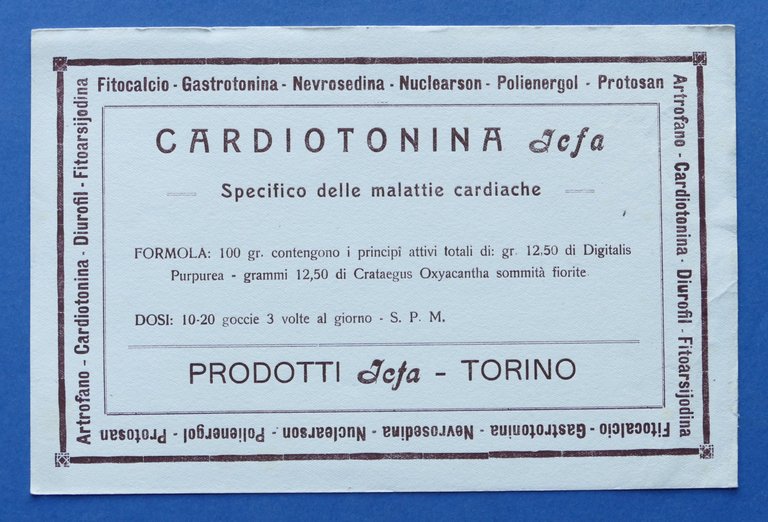 Fitocalcio - Gastrotonina - Nevrosedina - Nuclearson - Polienergol - Protosan
Artrofano - Cardiotonina - Diurofil - Fitoarsijodina
CARDIOTONINA Icfa
Specifico delle malattie cardiache
FORMOLA: 100 gr. contengono i principî attivi totali di: gr. 12,50 di Digitalis
Purpurea - grammi 12,50 di Crataegus Oxyacantha sommità fiorite
DOSI: 10-20 goccie 3 volte al giorno - S. P. M.
PRODOTTI Icfa - TORINO
Artrofano - Cardiotonina - Diurofil - Fitoarsijodina
Fitocalcio - Gastrotonina - Nevrosedina - Nuclearson - Polienergol - Protosan